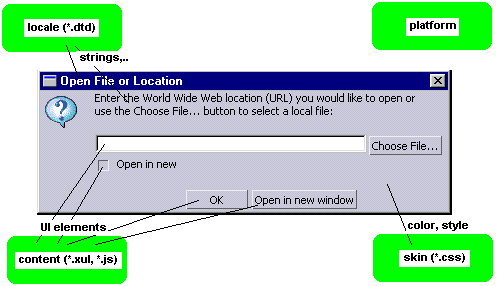 locale (*.dtd)
platform
strings,..
Open File or Location
Enter the World Wide Web location (URL) you would like to open or
use the Choose File... button to select a local file:
Choose File...
Open in new
OK
Open in new window
UI elements
color, style
content (*.xul, *.js)
skin (*.css)